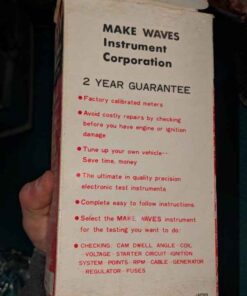 MAKE WAVES
Instrument
Corporation
2 YEAR GUARANTEE
• Factory calibrated meters
• Avoid costly repairs by checking
before you have engine or ignition
damage
• Tune up your own vehicle--
Save time, money
• The ultimate in quality precision
electronic test instruments
• Complete easy to follow instructions
• Select the MAKE WAVES instrument
for the testing you want to do:
• CHECKING: CAM DWELL ANGLE·COIL
·VOLTAGE·STARTER CIRCUIT·IGNITION
SYSTEM·POINTS·RPM·CABLE·GENERATOR
REGULATOR·FUSES